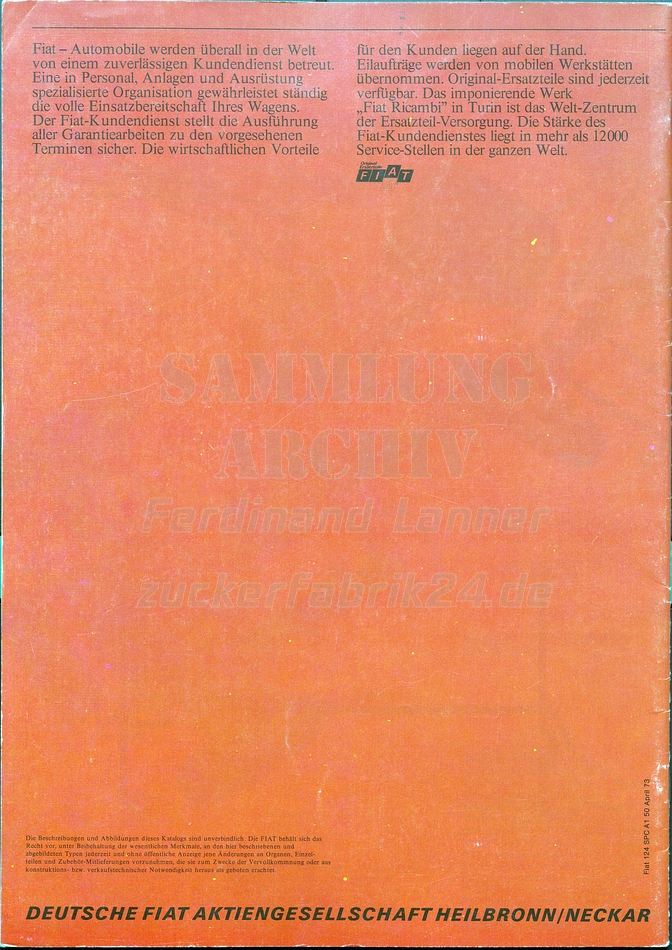 Fiat – Automobile werden überall in der Welt
von einem zuverlässigen Kundendienst betreut.
Eine in Personal, Anlagen und Ausrüstung
spezialisierte Organisation gewährleistet ständig
die volle Einsatzbereitschaft Ihres Wagens.
Der Fiat-Kundendienst stellt die Ausführung
aller Garantiearbeiten zu den vorgesehenen
Terminen sicher. Die wirtschaftlichen Vorteile
für den Kunden liegen auf der Hand.
Eilaufträge werden von mobilen Werkstätten
übernommen. Original-Ersatzteile sind jederzeit
verfügbar. Das imponierende Werk
„Fiat Ricambi” in Turin ist das Welt-Zentrum
der Ersatzteil-Versorgung. Die Stärke des
Fiat-Kundendienstes liegt in mehr als 12000
Service-Stellen in der ganzen Welt.
Original
FIAT
SAMMLUNG
ARCHIV
Ferdinand Lanner
zuckerfabrik24.de
Die Beschreibungen und Abbildungen dieses Katalogs sind unverbindlich. Die FIAT behält sich das
Recht vor, unter Beibehaltung der wesentlichen Merkmale, an den hier beschriebenen und
abgebildeten Typen jederzeit und ohne öffentliche Anzeige jene Änderungen an Organen, Einzel-
teilen und Zubehör-Mitlieferungen vorzunehmen, die sie zum Zwecke der Vervollkommnung oder aus
konstruktions- bzw. verkaufstechnischer Notwendigkeit heraus als geboten erachtet.
Fiat 124 SPC A1 50 April 73
DEUTSCHE FIAT AKTIENGESELLSCHAFT HEILBRONN/NECKAR